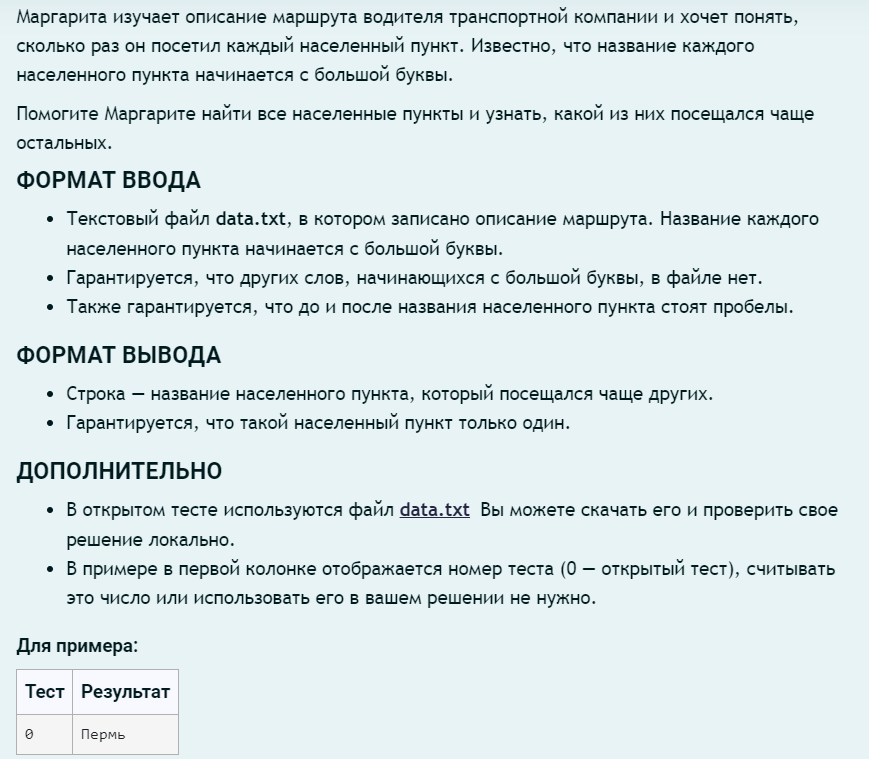 Маргарита изучает описание маршрута водителя транспортной компании и хочет понять,
сколько раз он посетил каждый населенный пункт. Известно, что название каждого
населенного пункта начинается с большой буквы.
Помогите Маргарите найти все населенные пункты и узнать, какой из них посещался чаще
остальных.
ФОРМАТ ВВОДА
• Текстовый файл data.txt, в котором записано описание маршрута. Название каждого
населенного пункта начинается с большой буквы.
• Гарантируется, что других слов, начинающихся с большой буквы, в файле нет.
• Также гарантируется, что до и после названия населенного пункта стоят пробелы.
ФОРМАТ ВЫВОДА
• Строка — название населенного пункта, который посещался чаще других.
• Гарантируется, что такой населенный пункт только один.
ДОПОЛНИТЕЛЬНО
• В открытом тесте используются файл data.txt Вы можете скачать его и проверить свое
решение локально.
• В примере в первой колонке отображается номер теста (0 — открытый тест), считывать
это число или использовать его в вашем решении не нужно.
Для примера:
Тест Результат
0 Пермь